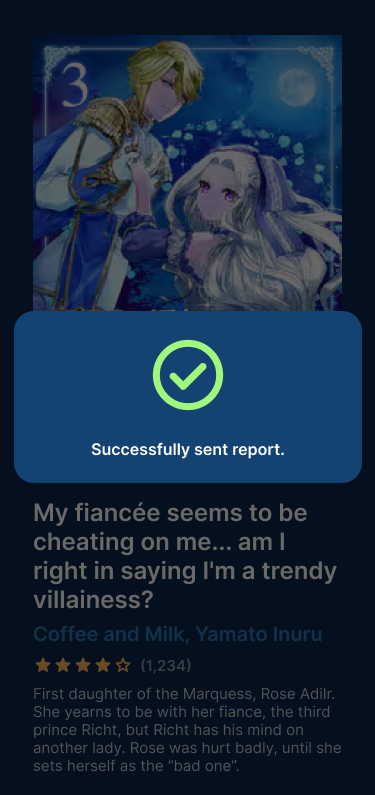 3
Successfully sent report.
My fiancée seems to be
cheating on me... am I
right in saying I'm a trendy
villainess?
Coffee and Milk, Yamato Inuru
(1,234)
First daughter of the Marquess, Rose Adilr.
She yearns to be with her fiance, the third
prince Richt, but Richt has his mind on
another lady. Rose was hurt badly, until she
sets herself as the “bad one”.